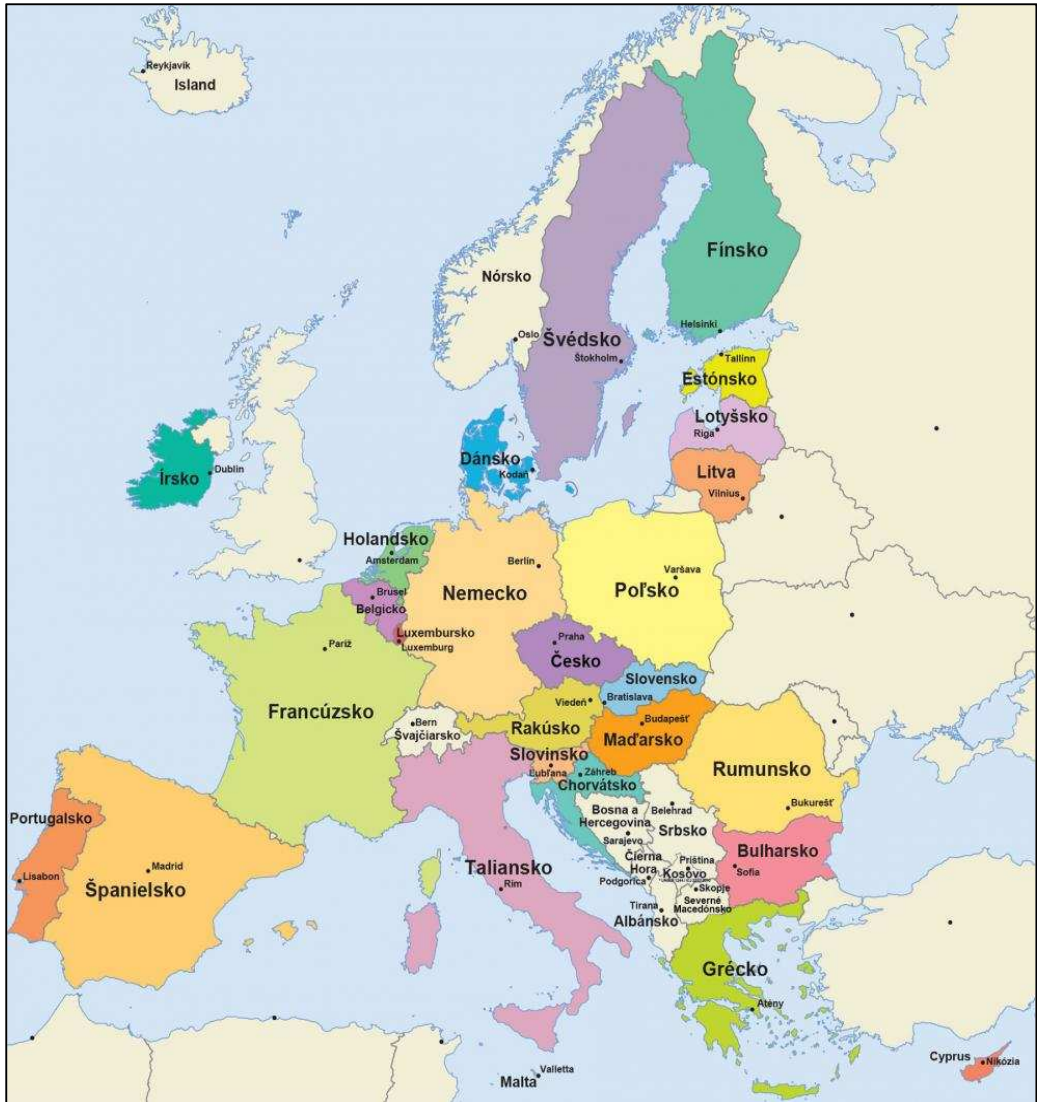 Reykjavík
Island
Nórsko
Oslo
Švédsko
Štokholm
Fínsko
Helsinki
Tallinn
Estónsko
Lotyšsko
Riga
Litva
Vilnius
Dánsko
Kodaň
Írsko
Dublin
Holandsko
Amsterdam
Brusel
Belgicko
Luxembursko
Luxemburg
Nemecko
Berlín
Poľsko
Varšava
Praha
Česko
Slovensko
Bratislava
Viedeň
Rakúsko
Budapešť
Maďarsko
Paríž
Francúzsko
Bern
Švajčiarsko
Slovinsko
Ľubľana
Záhreb
Chorvátsko
Rumunsko
Bukurešť
Bosna a
Hercegovina
Sarajevo
Belehrad
Srbsko
Čierna
Hora
Podgorica
Priština
Kosovo
Skopje
Severné
Macedónsko
Tirana
Albánsko
Bulharsko
Sofia
Portugalsko
Lisabon
Madrid
Španielsko
Taliansko
Rím
Grécko
Atény
Valletta
Malta
Cyprus
Nikózia